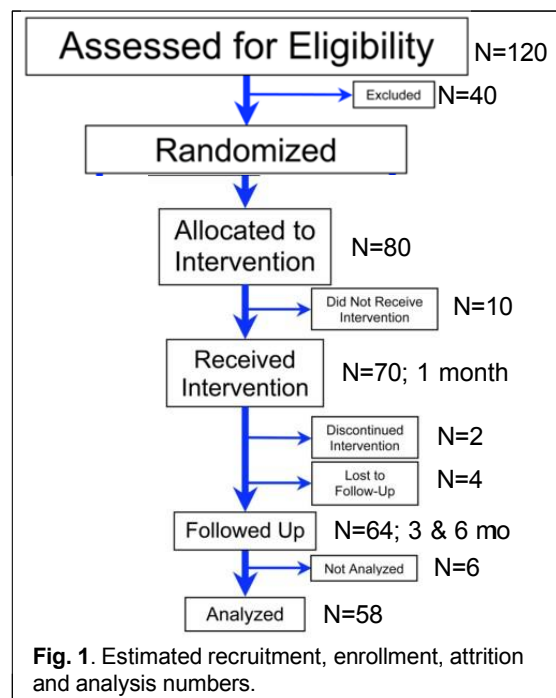 Assessed for Eligibility N=120
Excluded N=40
Randomized
Allocated to
Intervention
N=80
Did Not Receive
Intervention
N=10
Received
Intervention
N=70; 1 month
Discontinued
Intervention
N=2
Lost to
Follow-Up
N=4
Followed Up N=64; 3 & 6 mo
Not Analyzed N=6
Analyzed N=58
Fig. 1. Estimated recruitment, enrollment, attrition
and analysis numbers.